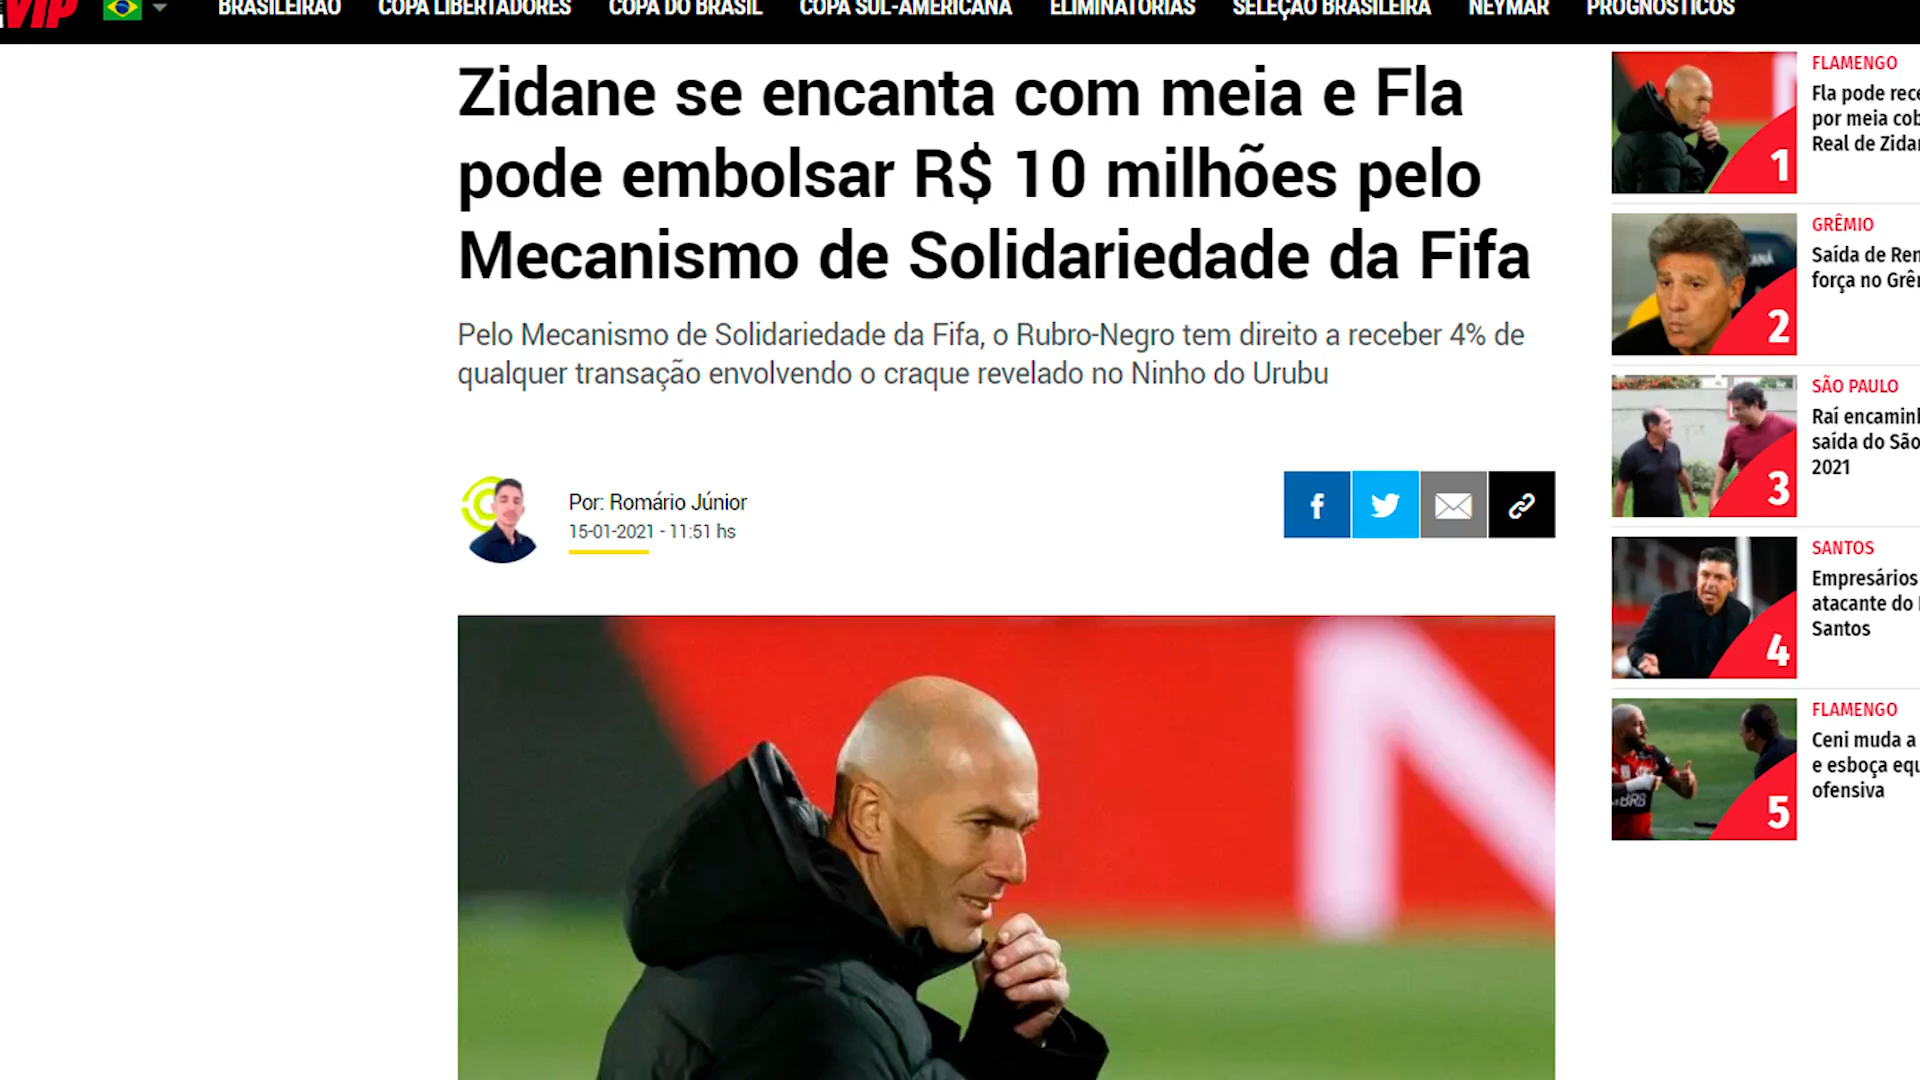 VIP
BRASILEIRÃO COPA LIBERTADORES COPA DO BRASIL COPA SUL-AMERICANA ELIMINATÓRIAS SELEÇÃO BRASILEIRA NEYMAR PROGNÓSTICOS
Zidane se encanta com meia e Fla
pode embolsar R$ 10 milhões pelo
Mecanismo de Solidariedade da Fifa
Pelo Mecanismo de Solidariedade da Fifa, o Rubro-Negro tem direito a receber 4% de
qualquer transação envolvendo o craque revelado no Ninho do Urubu
Por: Romário Júnior
15-01-2021 - 11:51 hs
N
FLAMENGO
Fla pode rece
por meia cob
Real de Zida
1
GRÊMIO
Saída de Ren
força no Grê
2
SÃO PAULO
Raí encaminh
saída do São
2021
3
SANTOS
Empresários
atacante do
Santos
4
FLAMENGO
Ceni muda a
e esboça equ
ofensiva
5
BRB